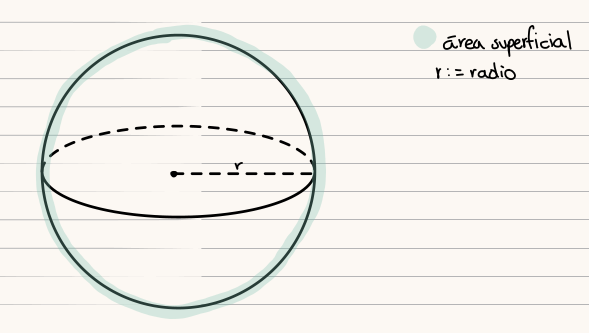 área superficial
r := radio
r